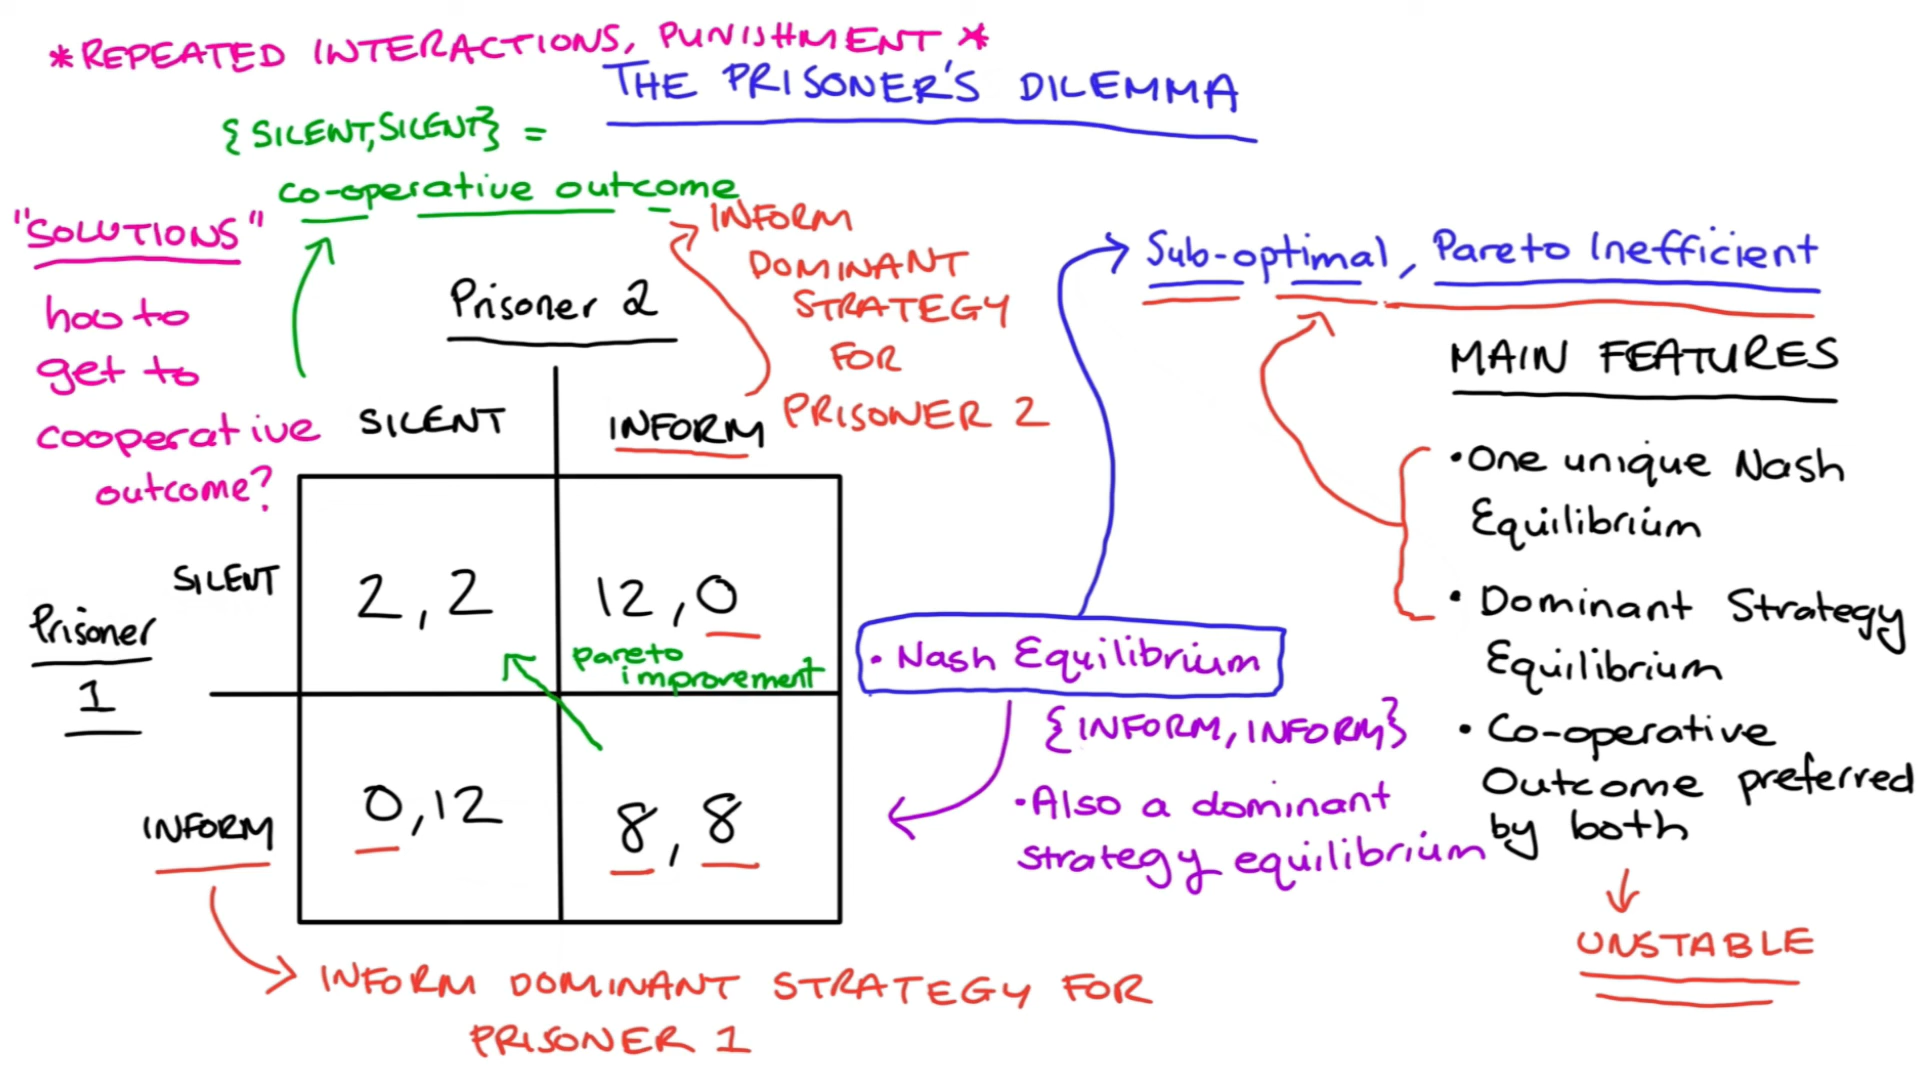 *REPEATED INTERACTIONS, PUNISHMENT*
THE PRISONER'S DILEMMA
{SILENT, SILENT} =
co-operative outcome
"SOLUTIONS"
how to
get to
cooperative
outcome?
INFORM
DOMINANT
STRATEGY
FOR
PRISONER 2
Prisoner 2
SILENT INFORM
Prisoner
1
SILENT
2, 2 12, 0
pareto
improvement
INFORM
0, 12 8, 8
INFORM DOMINANT STRATEGY FOR
PRISONER 1
Sub-optimal, Pareto Inefficient
• Nash Equilibrium
{INFORM, INFORM}
• Also a dominant
strategy equilibrium
MAIN FEATURES
• One unique Nash
Equilibrium
• Dominant Strategy
Equilibrium
• Co-operative
Outcome preferred
by both
UNSTABLE